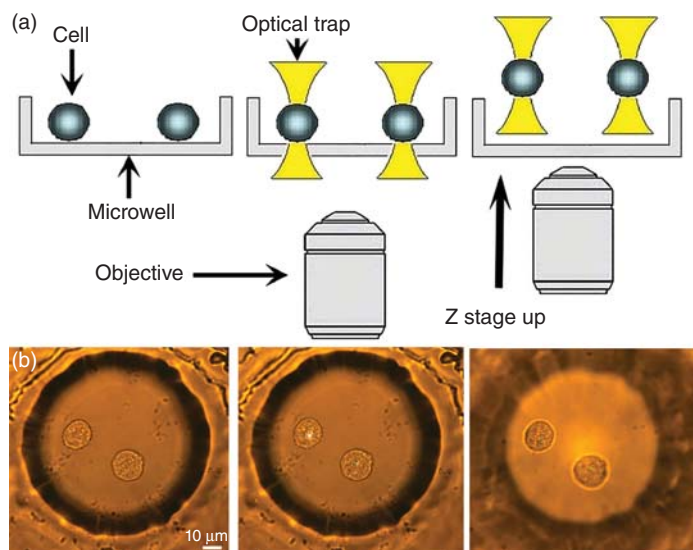 (a)
Cell
Optical trap
Microwell
Objective
Z stage up
(b)
10 μm